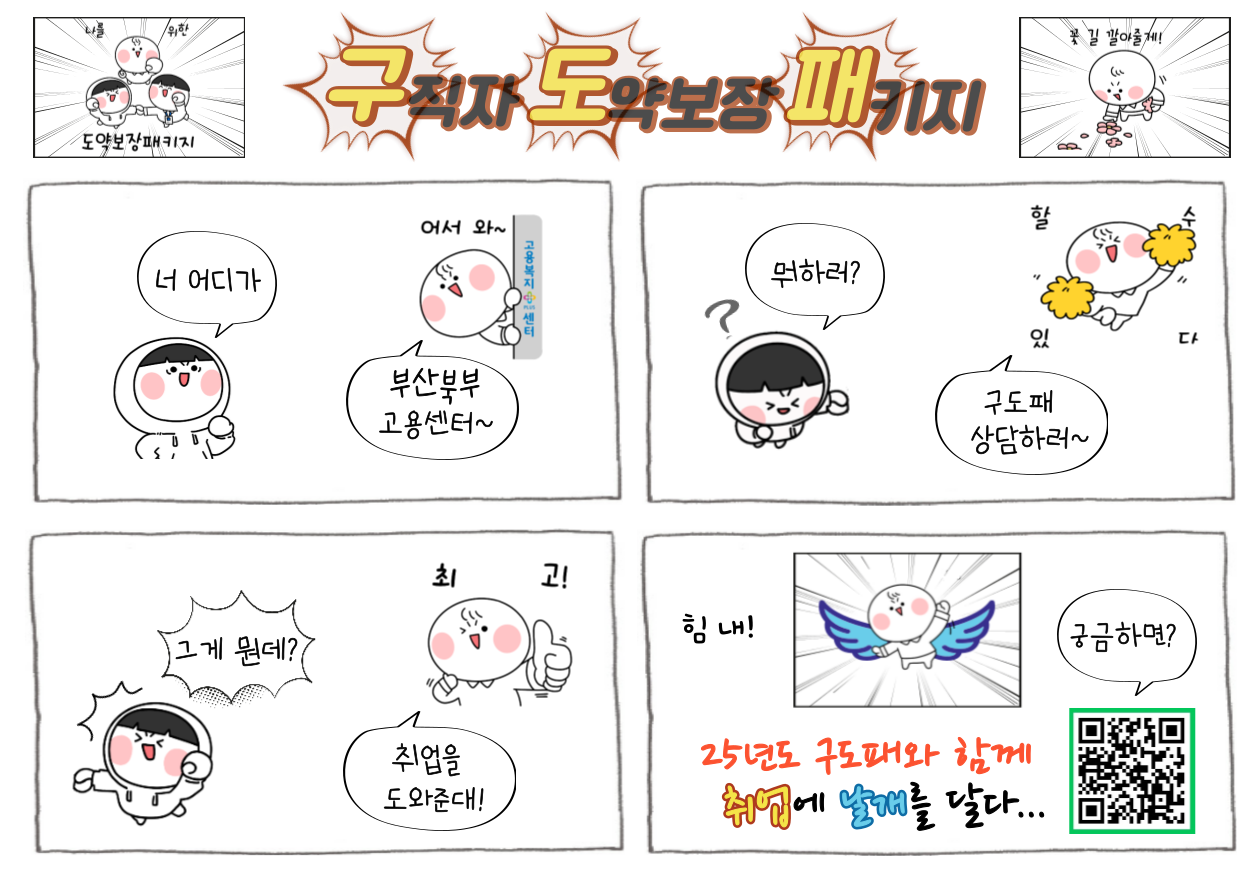 나를 위한
도약보장패키지
구직자 도약보장 패키지
꽃 길 깔아줄게!
너 어디가
어서 와~
고용복지
센터
부산북부
고용센터~
뭐하러?
할 수
있 다
구도패
상담하러~
그게 뭔데?
최 고!
취업을
도와준대!
힘 내!
궁금하면?
25년도 구도패와 함께
취업에 날개를 달다...